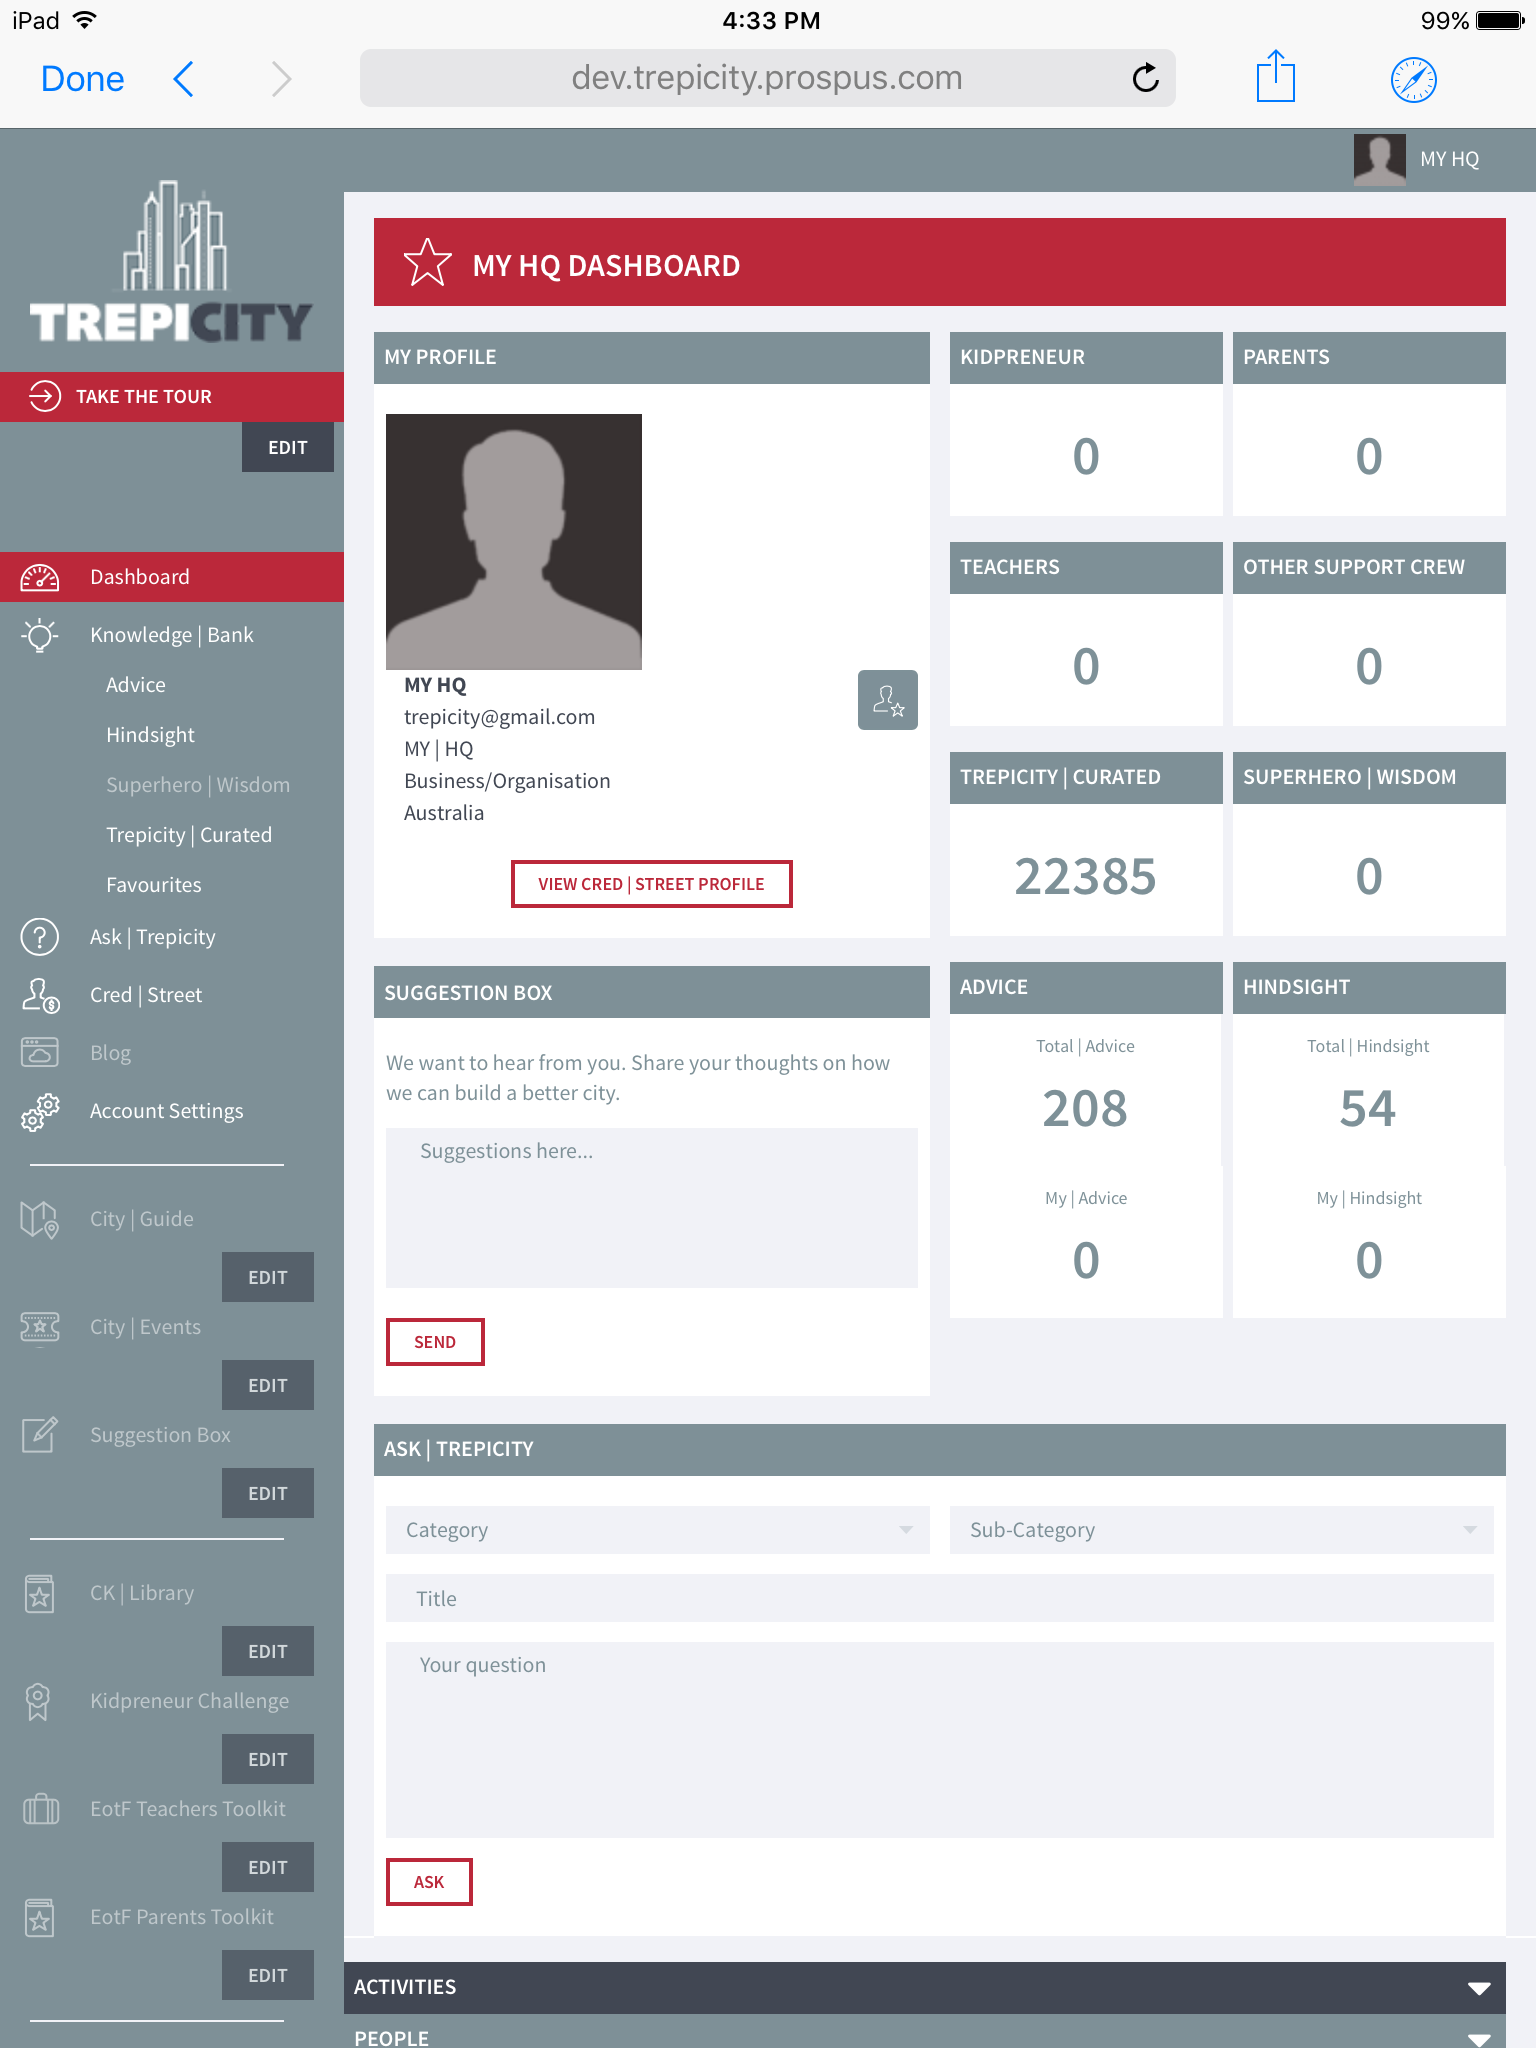 iPad
4:33 PM
99%
Done
dev.trepicity.prospus.com
MY HQ
TREPICITY
TAKE THE TOUR
EDIT
Dashboard
Knowledge | Bank
Advice
Hindsight
Superhero | Wisdom
Trepicity | Curated
Favourites
Ask | Trepicity
Cred | Street
Blog
Account Settings
City | Guide
EDIT
City | Events
EDIT
Suggestion Box
EDIT
CK | Library
EDIT
Kidpreneur Challenge
EDIT
EotF Teachers Toolkit
EDIT
EotF Parents Toolkit
EDIT
MY HQ DASHBOARD
MY PROFILE
MY HQ
trepicity@gmail.com
MY | HQ
Business/Organisation
Australia
VIEW CRED | STREET PROFILE
KIDPRENEUR
0
PARENTS
0
TEACHERS
0
OTHER SUPPORT CREW
0
TREPICITY | CURATED
22385
SUPERHERO | WISDOM
0
ADVICE
Total | Advice
208
My | Advice
0
HINDSIGHT
Total | Hindsight
54
My | Hindsight
0
SUGGESTION BOX
We want to hear from you. Share your thoughts on how
we can build a better city.
Suggestions here...
SEND
ASK | TREPICITY
Category
Sub-Category
Title
Your question
ASK
ACTIVITIES
PEOPLE